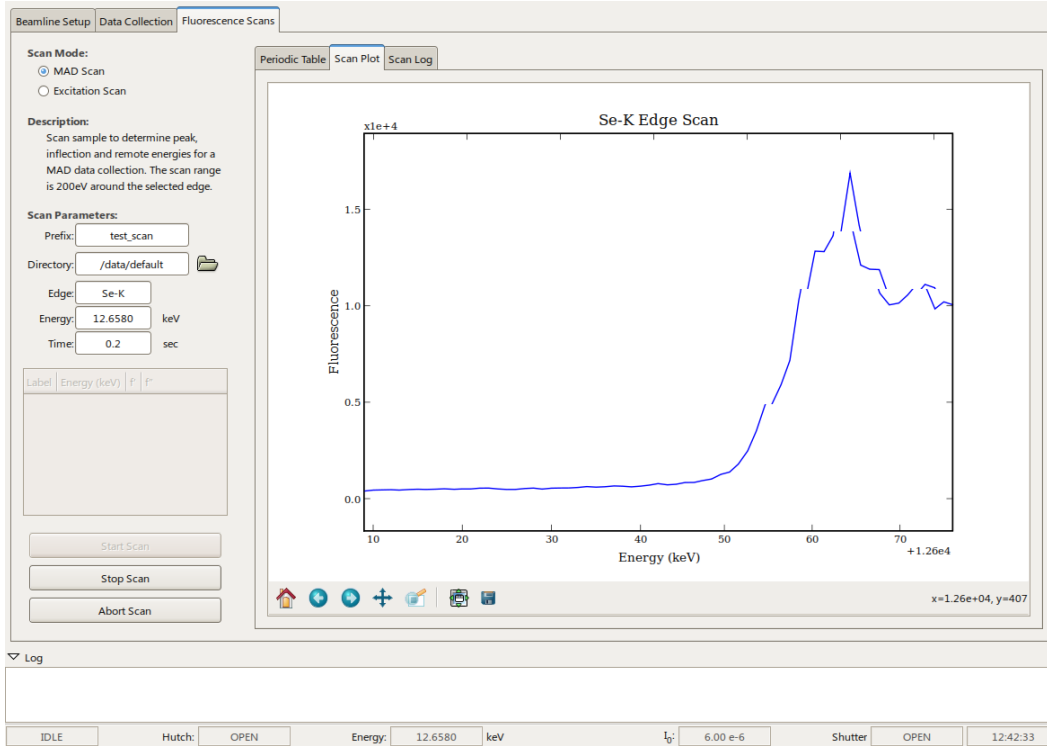 Beamline Setup Data Collection Fluorescence Scans
Scan Mode:
MAD Scan
Excitation Scan
Description:
Scan sample to determine peak,
inflection and remote energies for a
MAD data collection. The scan range
is 200eV around the selected edge.
Scan Parameters:
Prefix: test_scan
Directory: /data/default
Edge: Se-K
Energy: 12.6580 keV
Time: 0.2 sec
Label Energy (keV) f' f"
Start Scan
Stop Scan
Abort Scan
Periodic Table Scan Plot Scan Log
Se-K Edge Scan
x1e+4
1.5
1.0
0.5
0.0
Fluorescence
10 20 30 40 50 60 70
+1.26e4
Energy (keV)
x=1.26e+04, y=407
Log
IDLE Hutch: OPEN Energy: 12.6580 keV I0: 6.00 e-6 Shutter OPEN 12:42:33